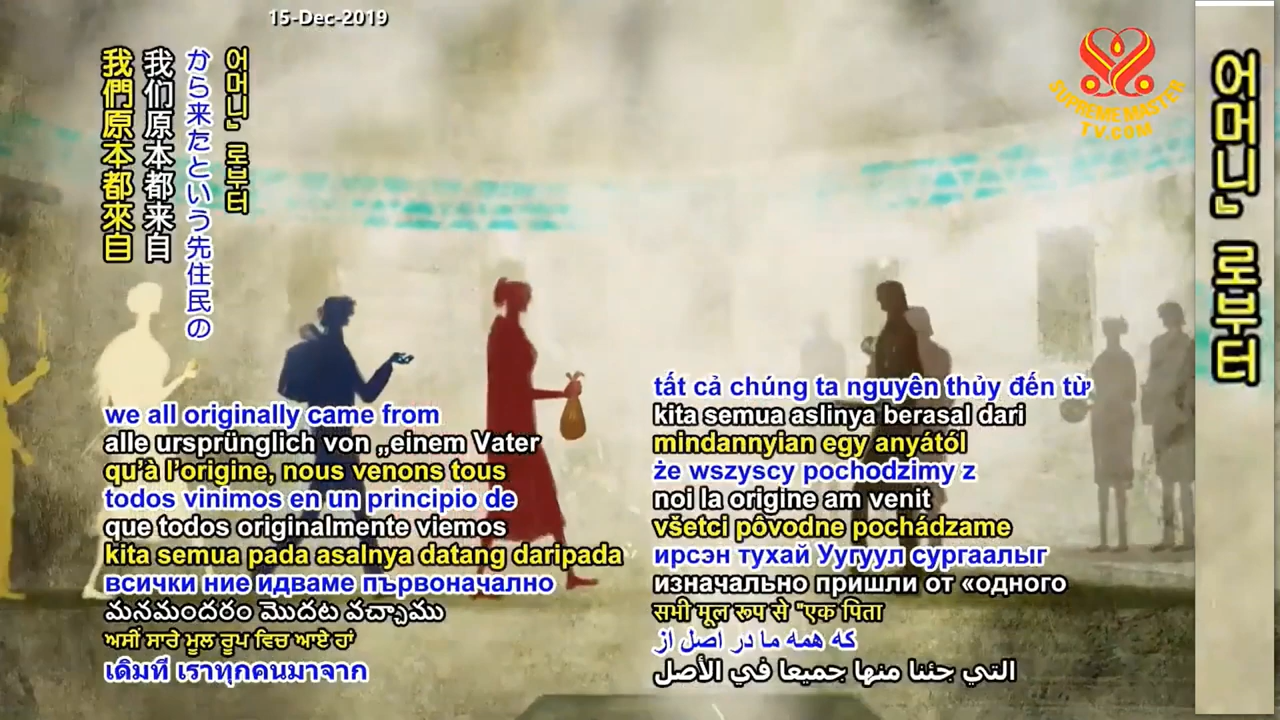 15-Dec-2019
SUPREME MASTER
TV.COM
어머니』로부터
어머니』로부터
から来たという先住民の
我们原本都来自
我們原本都來自
we all originally came from
alle ursprünglich von „einem Vater
qu’à l’origine, nous venons tous
todos vinimos en un principio de
que todos originalmente viemos
kita semua pada asalnya datang daripada
всички ние идваме първоначално
మనమందరం మొదట వచ్చాము
ਅਸੀਂ ਸਾਰੇ ਮੂਲ ਰੂਪ ਵਿਚ ਆਏ ਹਾਂ
เดิมที เราทุกคนมาจาก
tất cả chúng ta nguyên thủy đến từ
kita semua aslinya berasal dari
mindannyian egy anyától
że wszyscy pochodzimy z
noi la origine am venit
všetci pôvodne pochádzame
ирсэн тухай Уугуул сургаалыг
изначально пришли от «одного
सभी मूल रूप से "एक पिता
که همه ما در اصل از
التي جئنا منها جميعا في الأصل